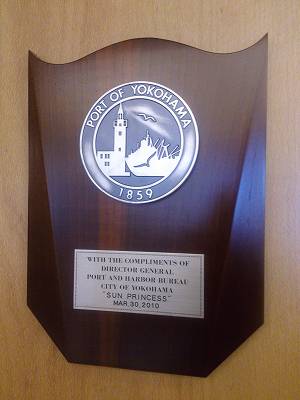 PORT OF YOKOHAMA
1859
WITH THE COMPLIMENTS OF
DIRECTOR GENERAL
PORT AND HARBOR BUREAU
CITY OF YOKOHAMA
"SUN PRINCESS"
MAR.30,2010